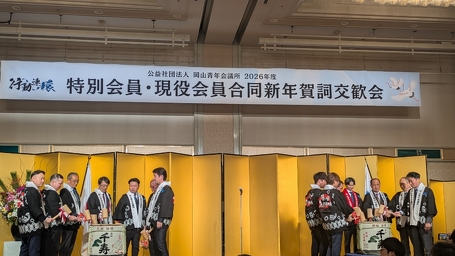 公益社団法人 岡山青年会議所 2026年度
特別会員・現役会員合同新年賀詞交歓会
千寿